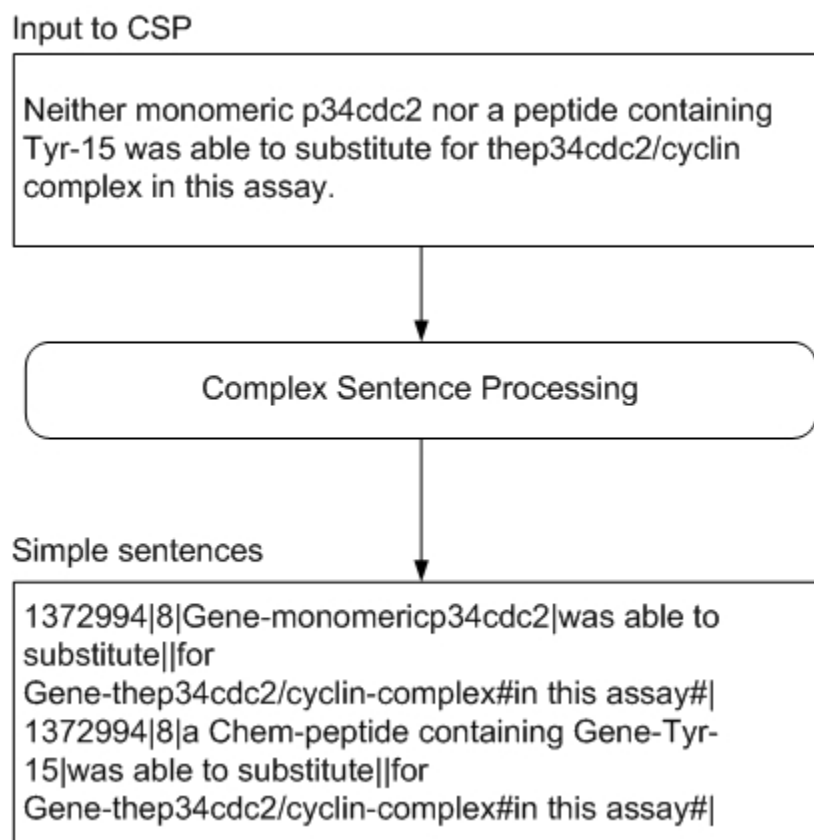 Input to CSP
Neither monomeric p34cdc2 nor a peptide containing
Tyr-15 was able to substitute for thep34cdc2/cyclin
complex in this assay.
Complex Sentence Processing
Simple sentences
1372994|8|Gene-monomericp34cdc2|was able to
substitute||for
Gene-thep34cdc2/cyclin-complex#in this assay#|
1372994|8|a Chem-peptide containing Gene-Tyr-
15|was able to substitute||for
Gene-thep34cdc2/cyclin-complex#in this assay#|